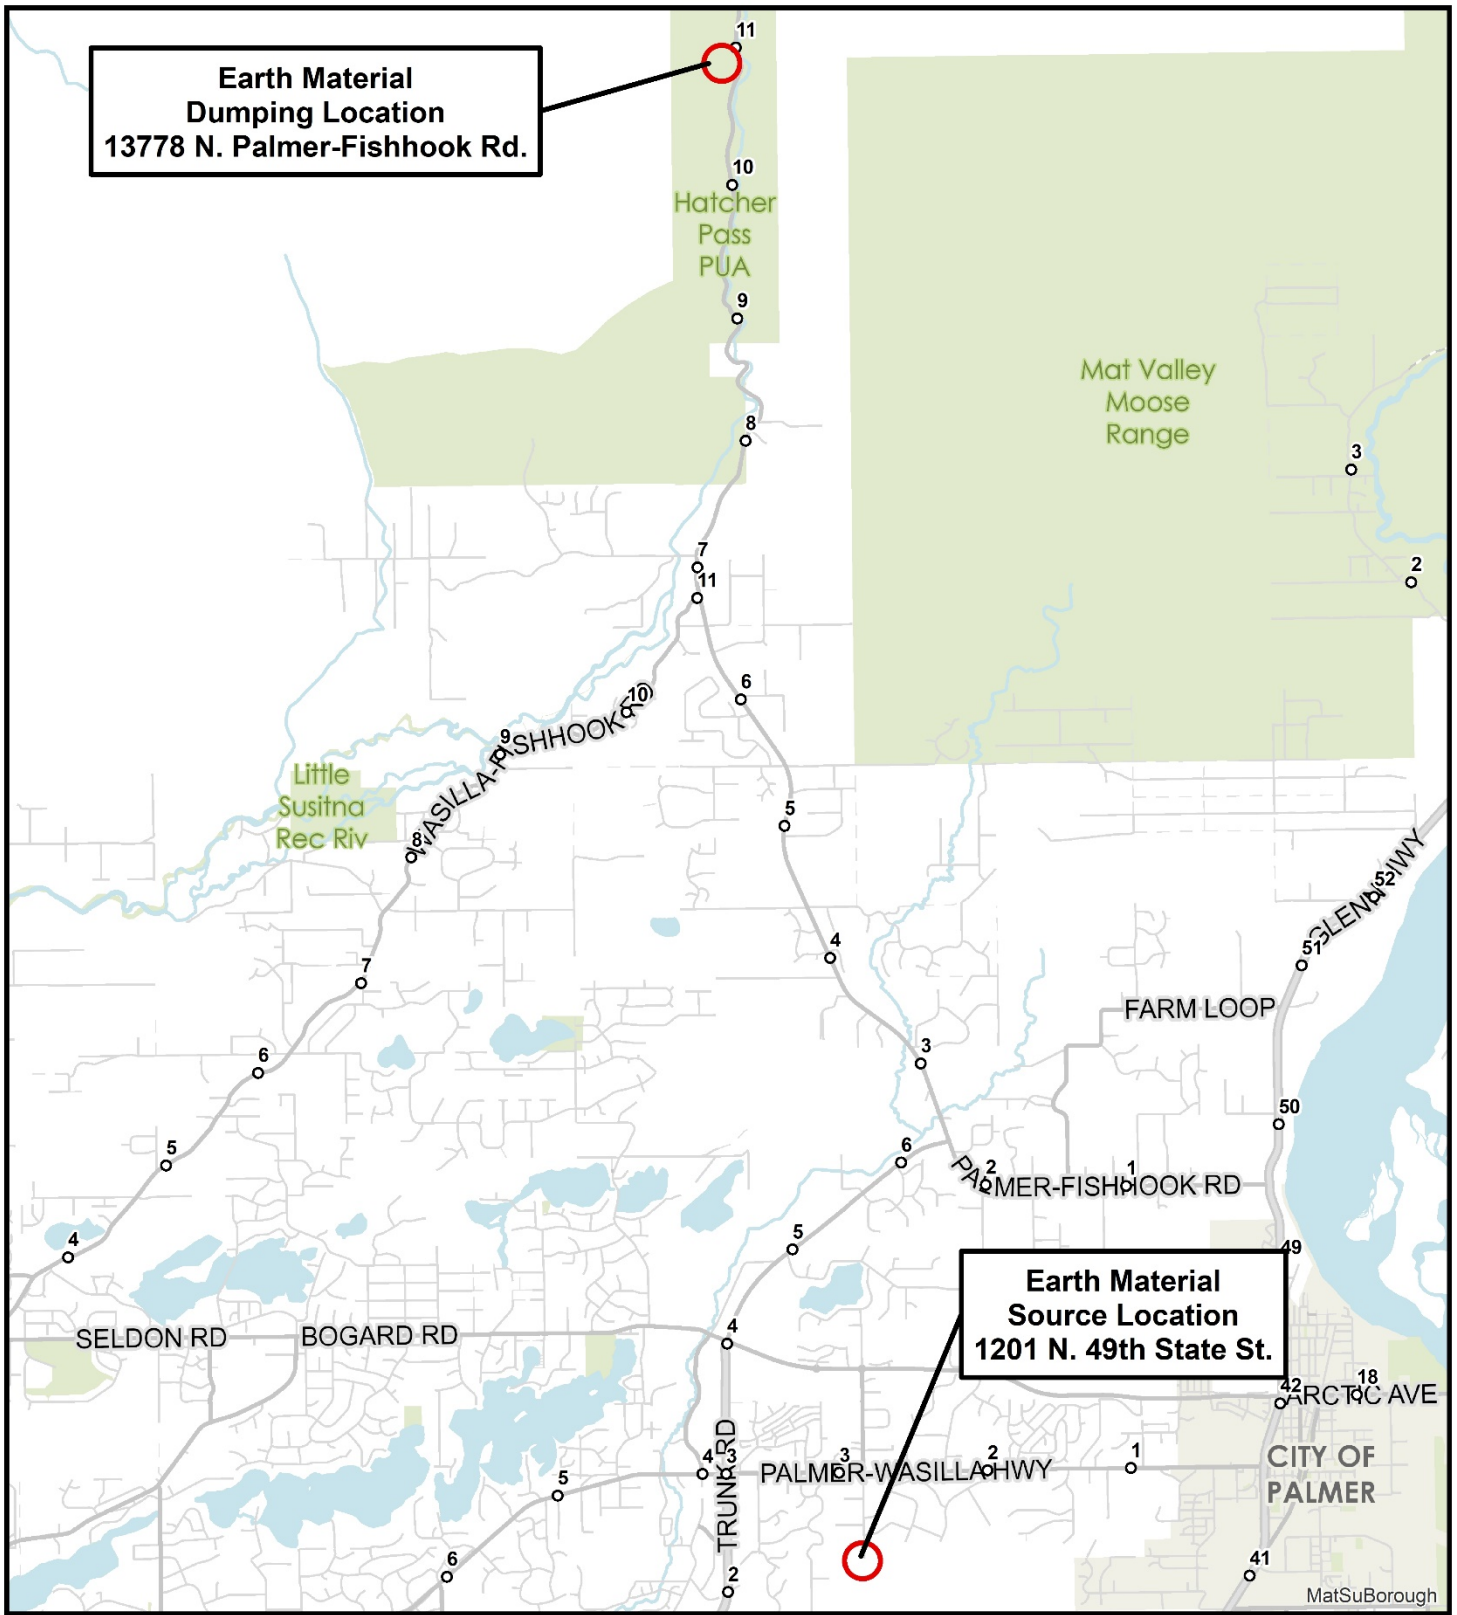 11
Earth Material
Dumping Location
13778 N. Palmer-Fishhook Rd.
10
Hatcher
Pass
PUA
9
Mat Valley
Moose
Range
8
3
7
11
2
6
10
WASILLA-FISHHOOK RD
9
Little
Susitna
Rec Riv
5
8
GLENN HWY
52
4
51
7
FARM LOOP
3
6
50
6
5
2
1
PALMER-FISHHOOK RD
5
4
49
Earth Material
Source Location
1201 N. 49th State St.
4
SELDON RD
BOGARD RD
42
18
ARCTIC AVE
TRUNK RD
4
3
3
2
1
PALMER-WASILLA HWY
CITY OF
PALMER
5
6
2
41
MatSuBorough